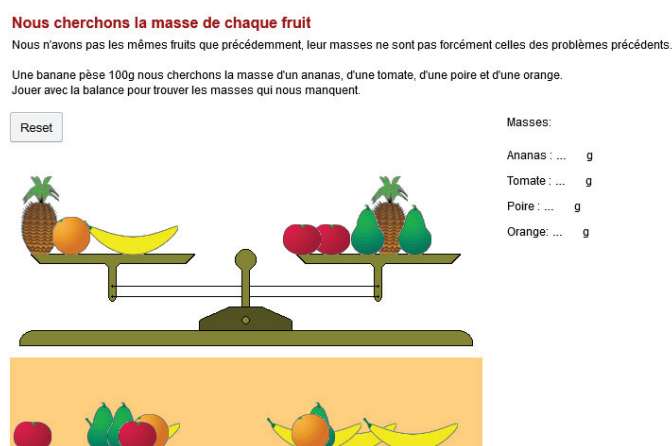 Nous cherchons la masse de chaque fruit
Nous n'avons pas les mêmes fruits que précédemment, leur masses ne sont pas forcément celles des problèmes précédents.
Une banane pèse 100g nous cherchons la masse d'un ananas, d'une tomate, d'une poire et d'une orange.
Jouer avec la balance pour trouver les masses qui nous manquent.
Reset
Masses:
Ananas : ... g
Tomate : ... g
Poire : ... g
Orange: ... g